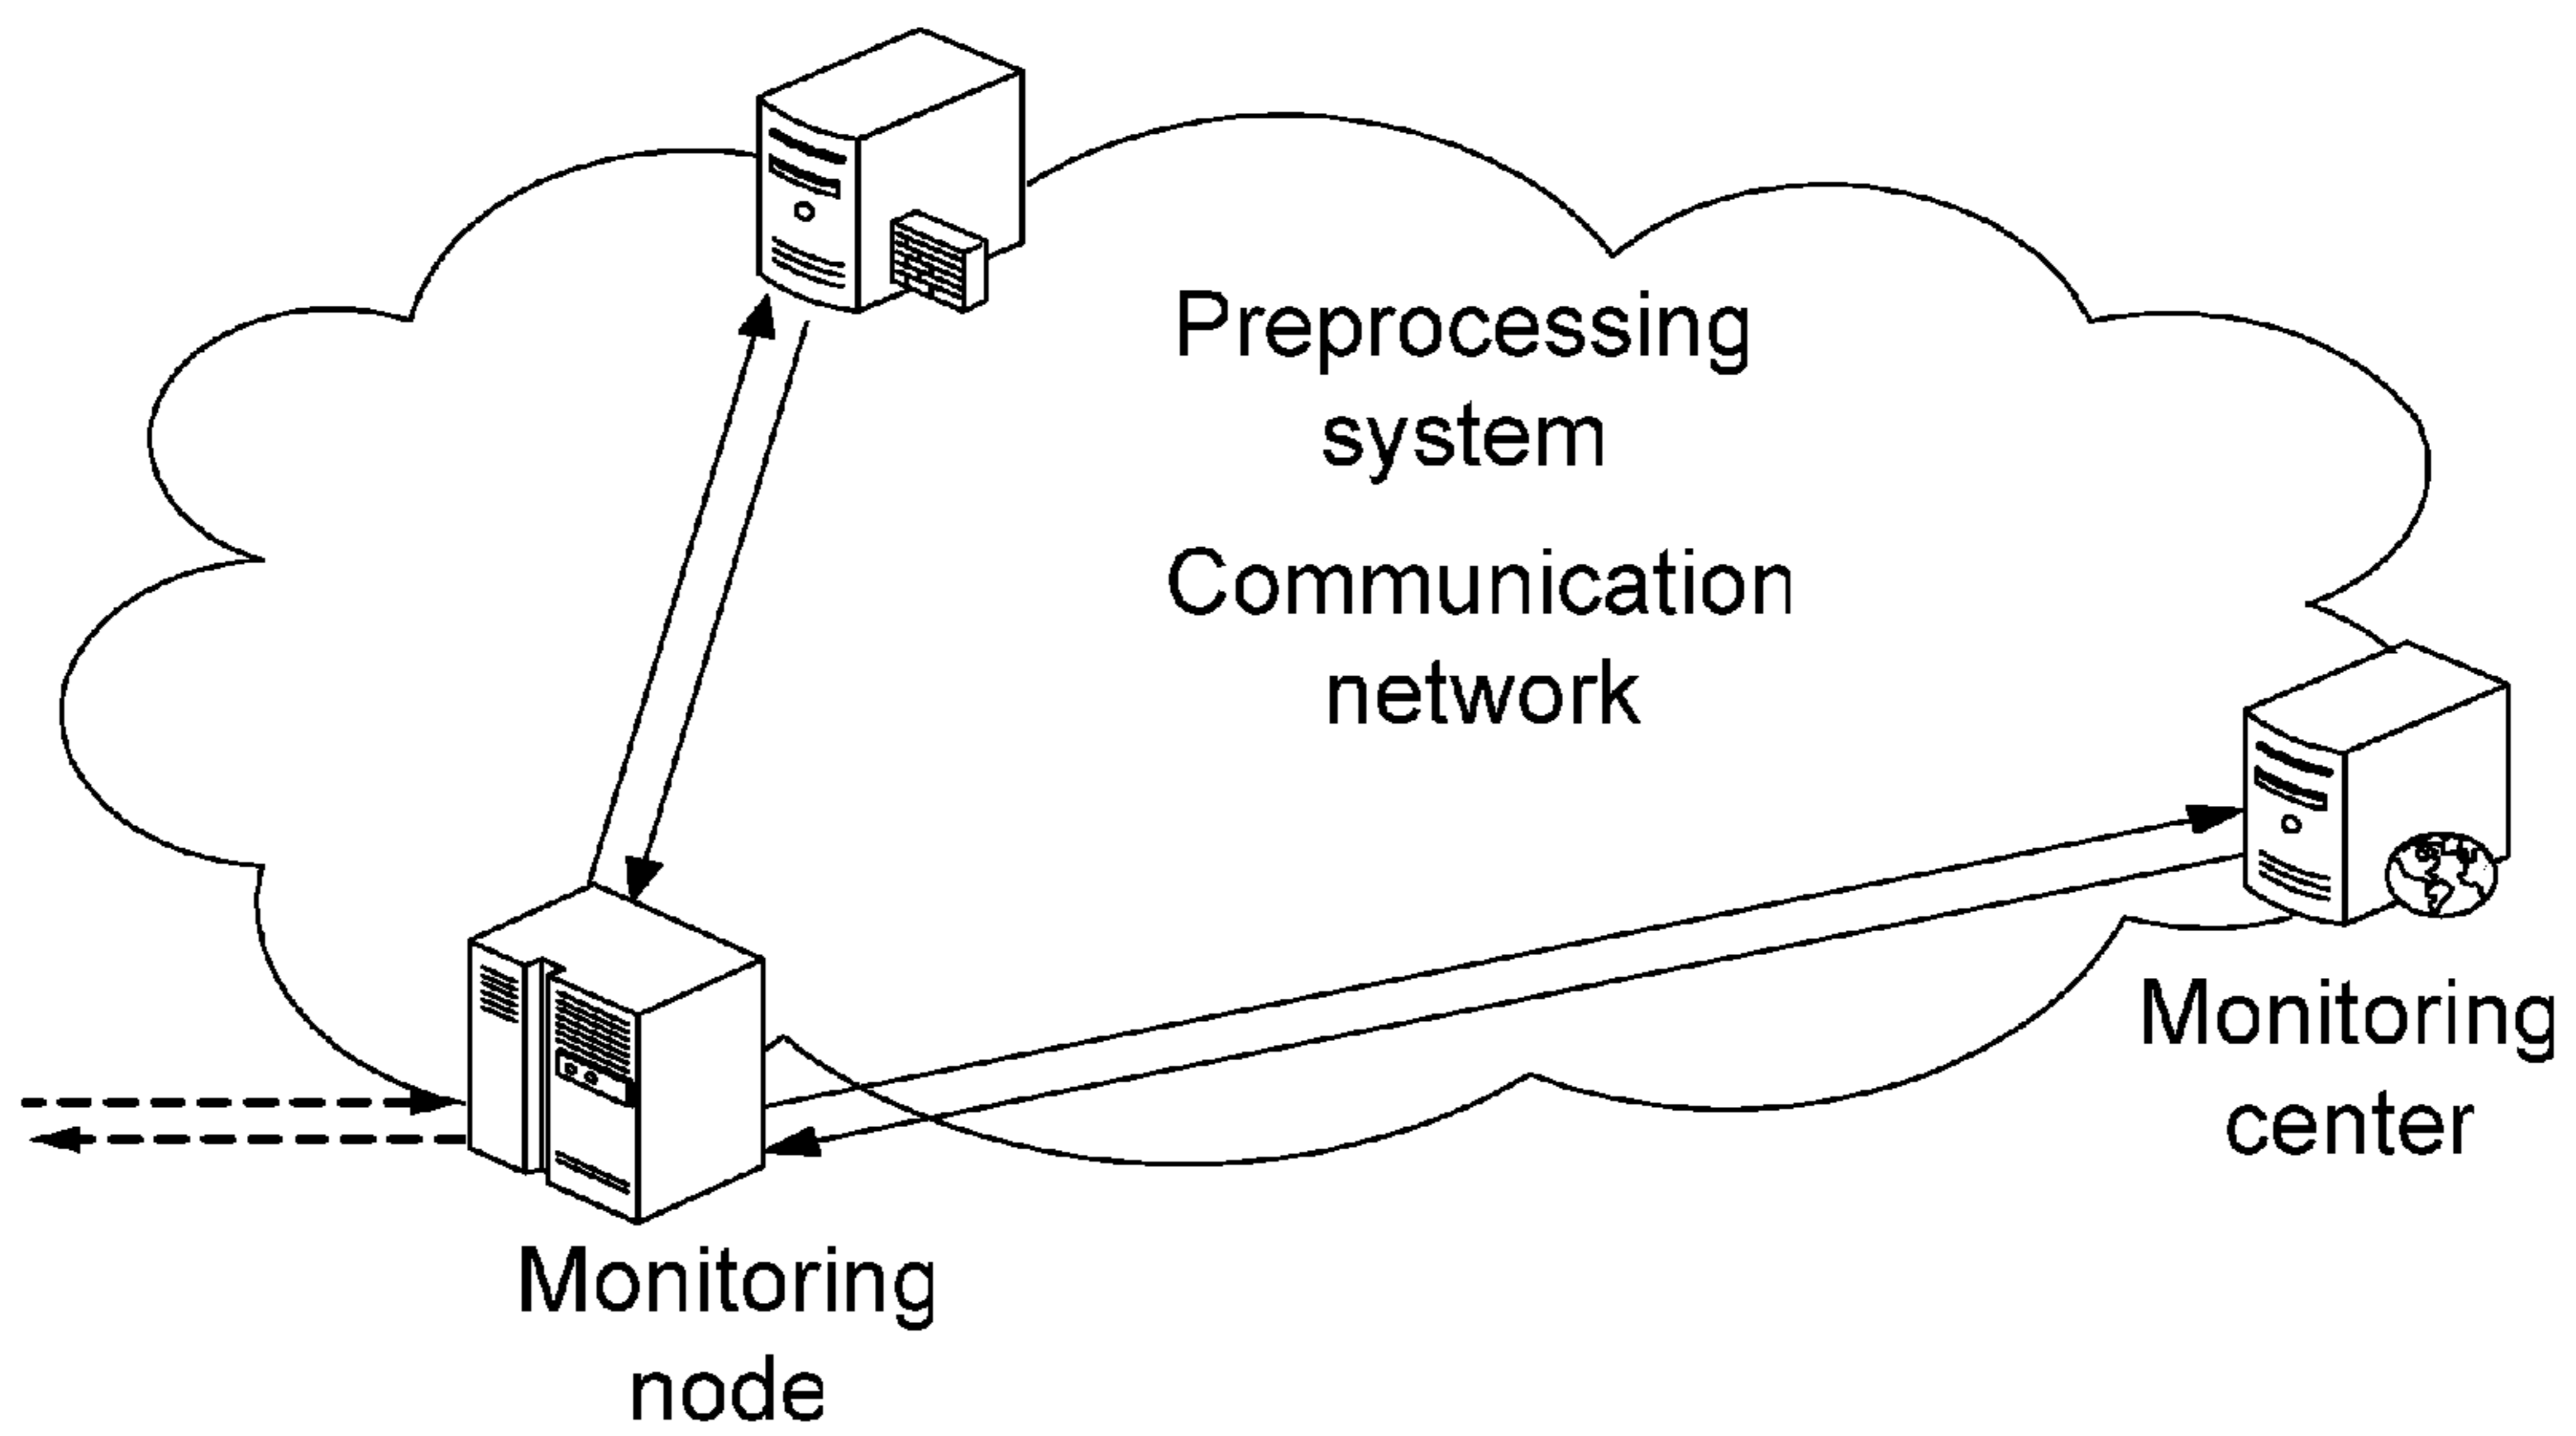 Preprocessing
system
Communication
network
Monitoring
center
Monitoring
node